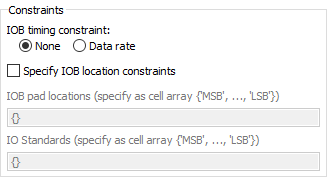 Constraints
IOB timing constraint:
None Data rate
Specify IOB location constraints
IOB pad locations (specify as cell array {'MSB', ..., 'LSB'})
{}
IO Standards (specify as cell array {'MSB', ..., 'LSB'})
{}